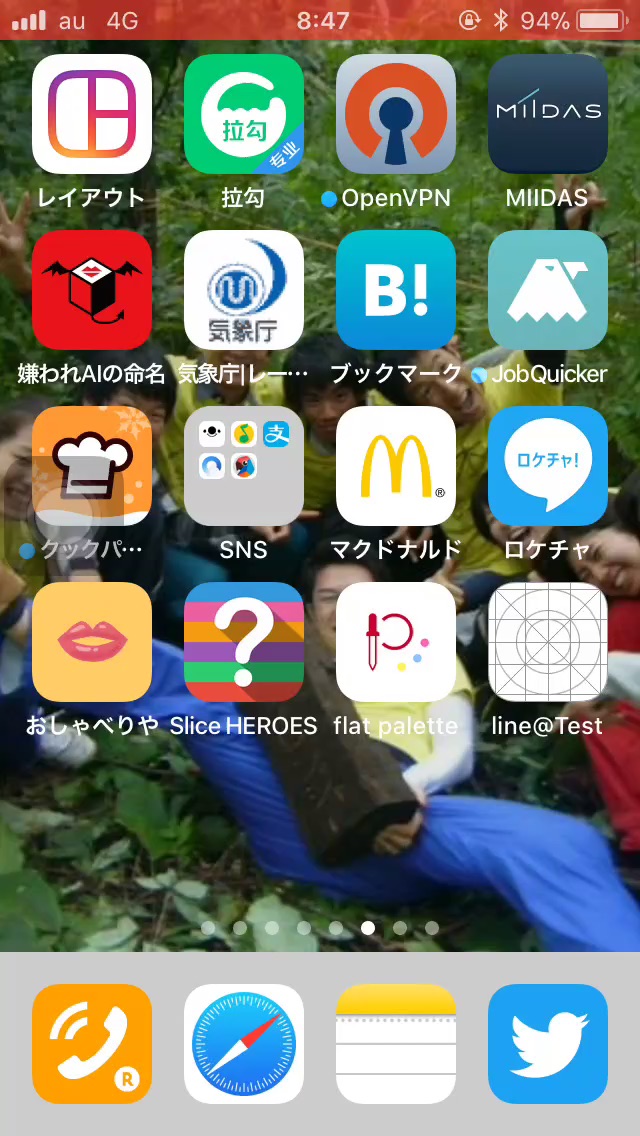 au 4G 8:47 94%
拉勾
专业
MIIDAS
レイアウト 拉勾 OpenVPN MIIDAS
気象庁
B!
嫌われAIの命名 気象庁|レー… ブックマーク JobQuicker
支
®
ロケチャ!
クックパ… SNS マクドナルド ロケチャ
?
おしゃべりや Slice HEROES flat palette line@Test
R